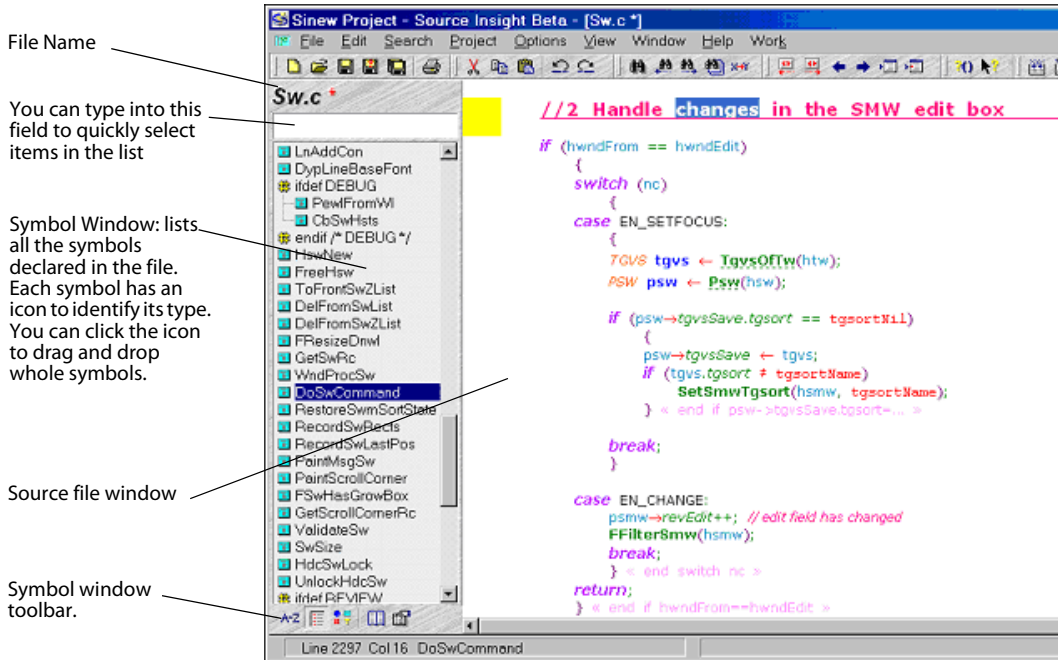 Sinew Project - Source Insight Beta - [Sw.c *]
File Edit Search Project Options View Window Help Work
File Name
Sw.c *
You can type into this
field to quickly select
items in the list
Symbol Window: lists
all the symbols
declared in the file.
Each symbol has an
icon to identify its type.
You can click the icon
to drag and drop
whole symbols.
Source file window
Symbol window
toolbar.
LnAddCon
DypLineBaseFont
ifdef DEBUG
PewlFromWl
CbSwHsts
endif /* DEBUG */
HswNew
FreeHsw
ToFrontSwZList
DelFromSwList
DelFromSwZList
FResizeDnwl
GetSwRc
WndProcSw
DoSwCommand
RestoreSwmSortState
RecordSwRects
RecordSwLastPos
PaintMsgSw
PaintScrollCorner
FSwHasGrowBox
GetScrollCornerRc
ValidateSw
SwSize
HdcSwLock
UnlockHdcSw
ifdef REVIEW
A-Z
//2 Handle changes in the SMW edit box
if (hwndFrom == hwndEdit)
{
switch (nc)
{
case EN_SETFOCUS:
{
TGVS tgvs ← TgvsOfTw(htw);
PSW psw ← Psw(hsw);
if (psw→tgvsSave.tgsort == tgsortNil)
{
psw→tgvsSave ← tgvs;
if (tgvs.tgsort ≠ tgsortName)
SetSmwTgsort(hsmw, tgsortName);
} « end if psw->tgvsSave.tgsort=... »
break;
}
case EN_CHANGE:
psmw→revEdit++; // edit field has changed
FFilterSmw(hsmw);
break;
} « end switch nc »
return;
} « end if hwndFrom==hwndEdit »
Line 2297 Col 16 DoSwCommand